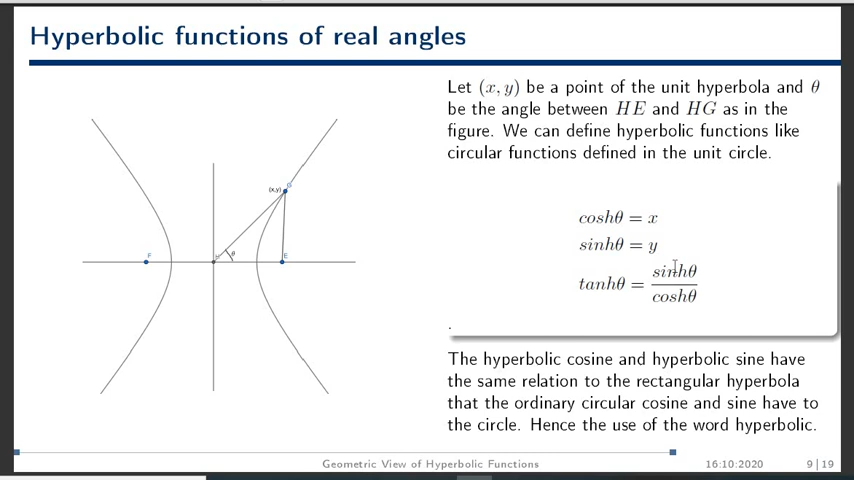 Hyperbolic functions of real angles
Let (x, y) be a point of the unit hyperbola and θ
be the angle between HE and HG as in the
figure. We can define hyperbolic functions like
circular functions defined in the unit circle.
coshθ = x
sinhθ = y
tanhθ = sinhθ / coshθ
.
The hyperbolic cosine and hyperbolic sine have
the same relation to the rectangular hyperbola
that the ordinary circular cosine and sine have to
the circle. Hence the use of the word hyperbolic.
(x,y) G
F
H
θ
E
Geometric View of Hyperbolic Functions
16:10:2020
9 | 19